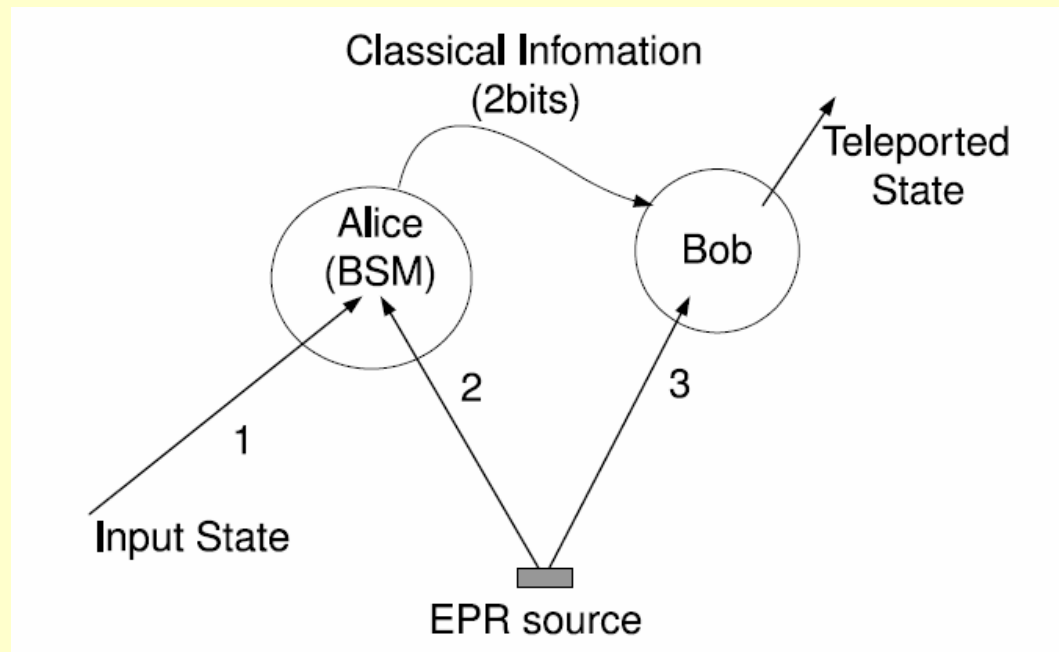 Classical Infomation
(2bits)
Teleported
State
Alice
(BSM)
Bob
2
3
1
Input State
EPR source